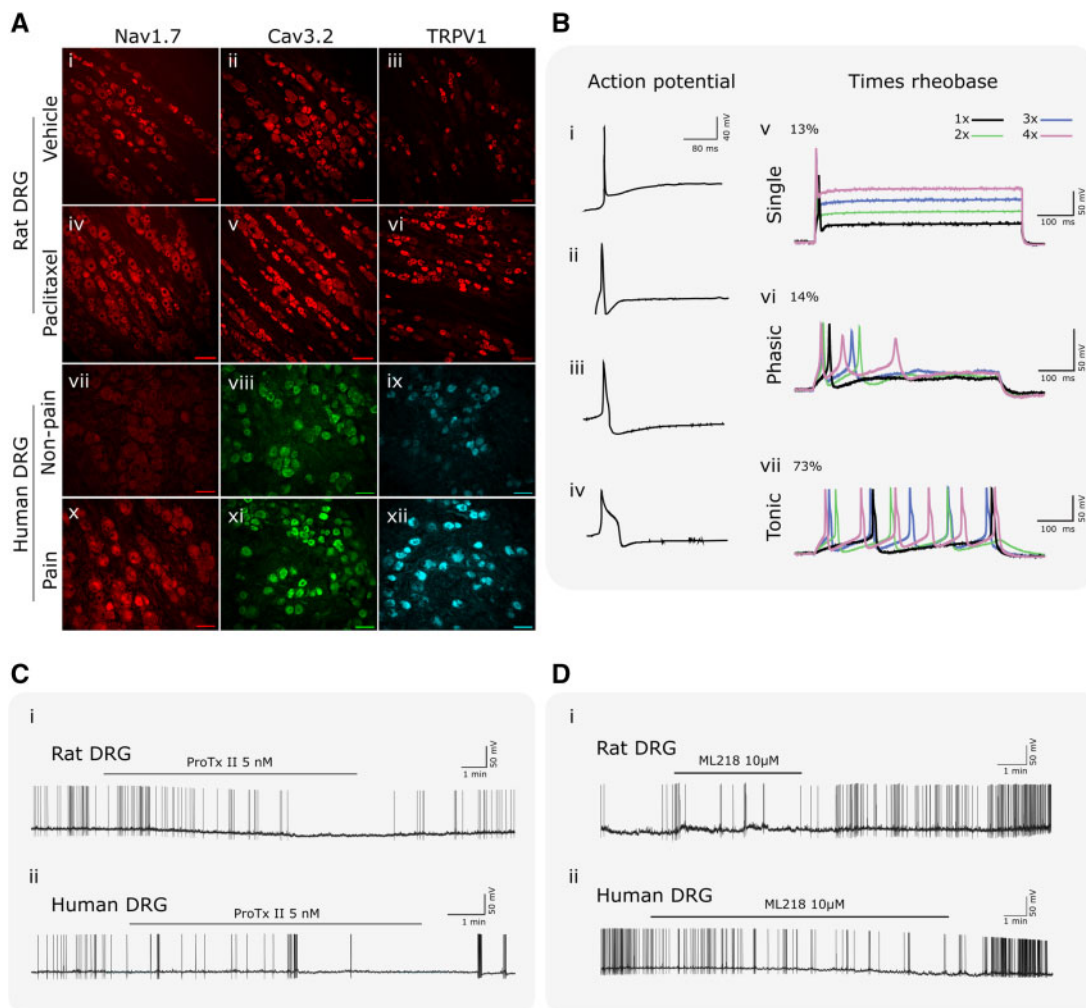 A
Nav1.7 Cav3.2 TRPV1
Rat DRG
Vehicle
i ii iii
Paclitaxel
iv v vi
Human DRG
Non-pain
vii viii ix
Pain
x xi xii
B
Action potential
Times rheobase
i
40 mV
80 ms
ii
iii
iv
v 13%
1x 3x
2x 4x
Single
50 mV
100 ms
vi 14%
Phasic
50 mV
100 ms
vii 73%
Tonic
50 mV
100 ms
C
i
Rat DRG
ProTx II 5 nM
50 mV
1 min
ii
Human DRG
ProTx II 5 nM
50 mV
1 min
D
i
Rat DRG
ML218 10µM
50 mV
1 min
ii
Human DRG
ML218 10µM
50 mV
1 min